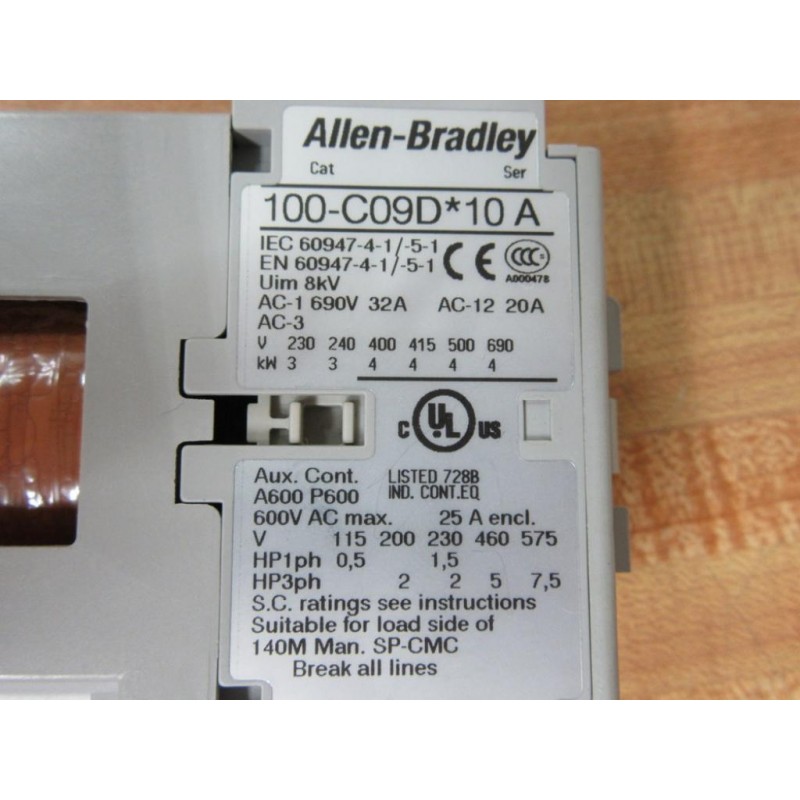 Allen-Bradley
Cat Ser
100-C09D*10 A
IEC 60947-4-1/-5-1
EN 60947-4-1/-5-1
CE
CCC
A000478
Uim 8kV
AC-1 690V 32A AC-12 20A
AC-3
V 230 240 400 415 500 690
kW 3 3 4 4 4 4
C UL US
Aux. Cont. LISTED 728B
A600 P600 IND. CONT.EQ
600V AC max. 25 A encl.
V 115 200 230 460 575
HP1ph 0,5 1,5
HP3ph 2 2 5 7,5
S.C. ratings see instructions
Suitable for load side of
140M Man. SP-CMC
Break all lines